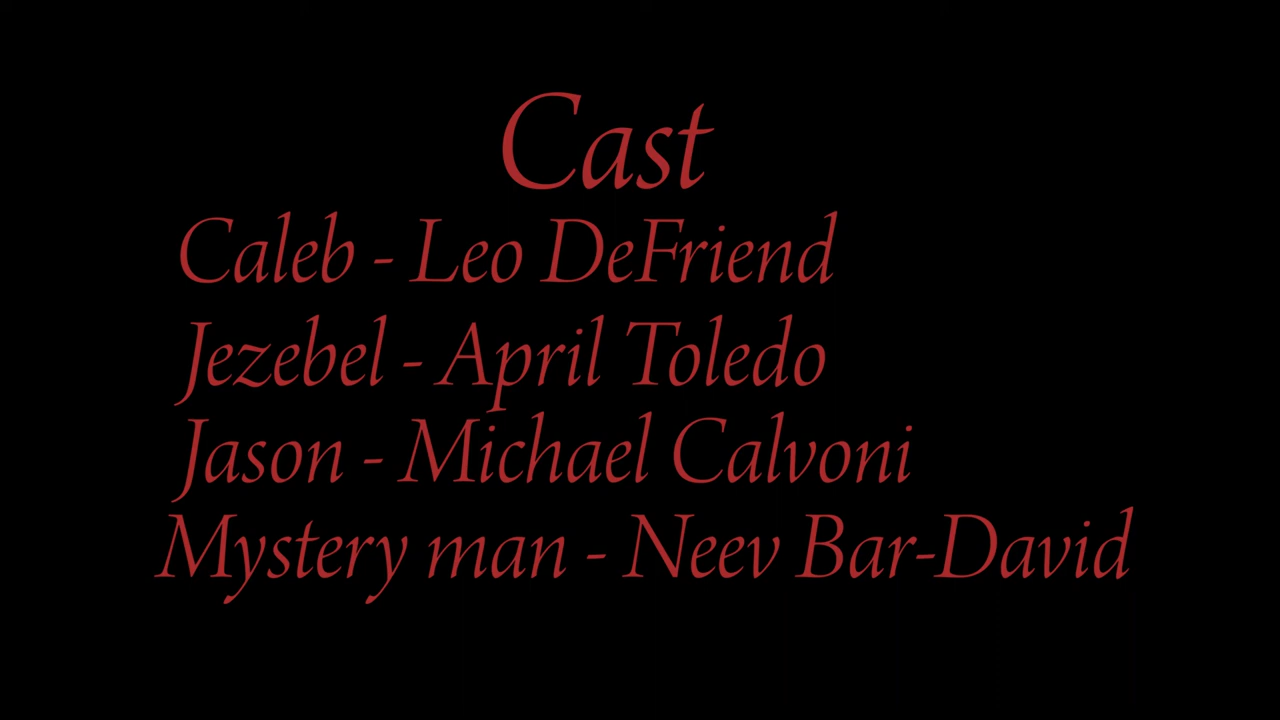 Cast
Caleb - Leo DeFriend
Jezebel - April Toledo
Jason - Michael Calvoni
Mystery man - Neev Bar-David